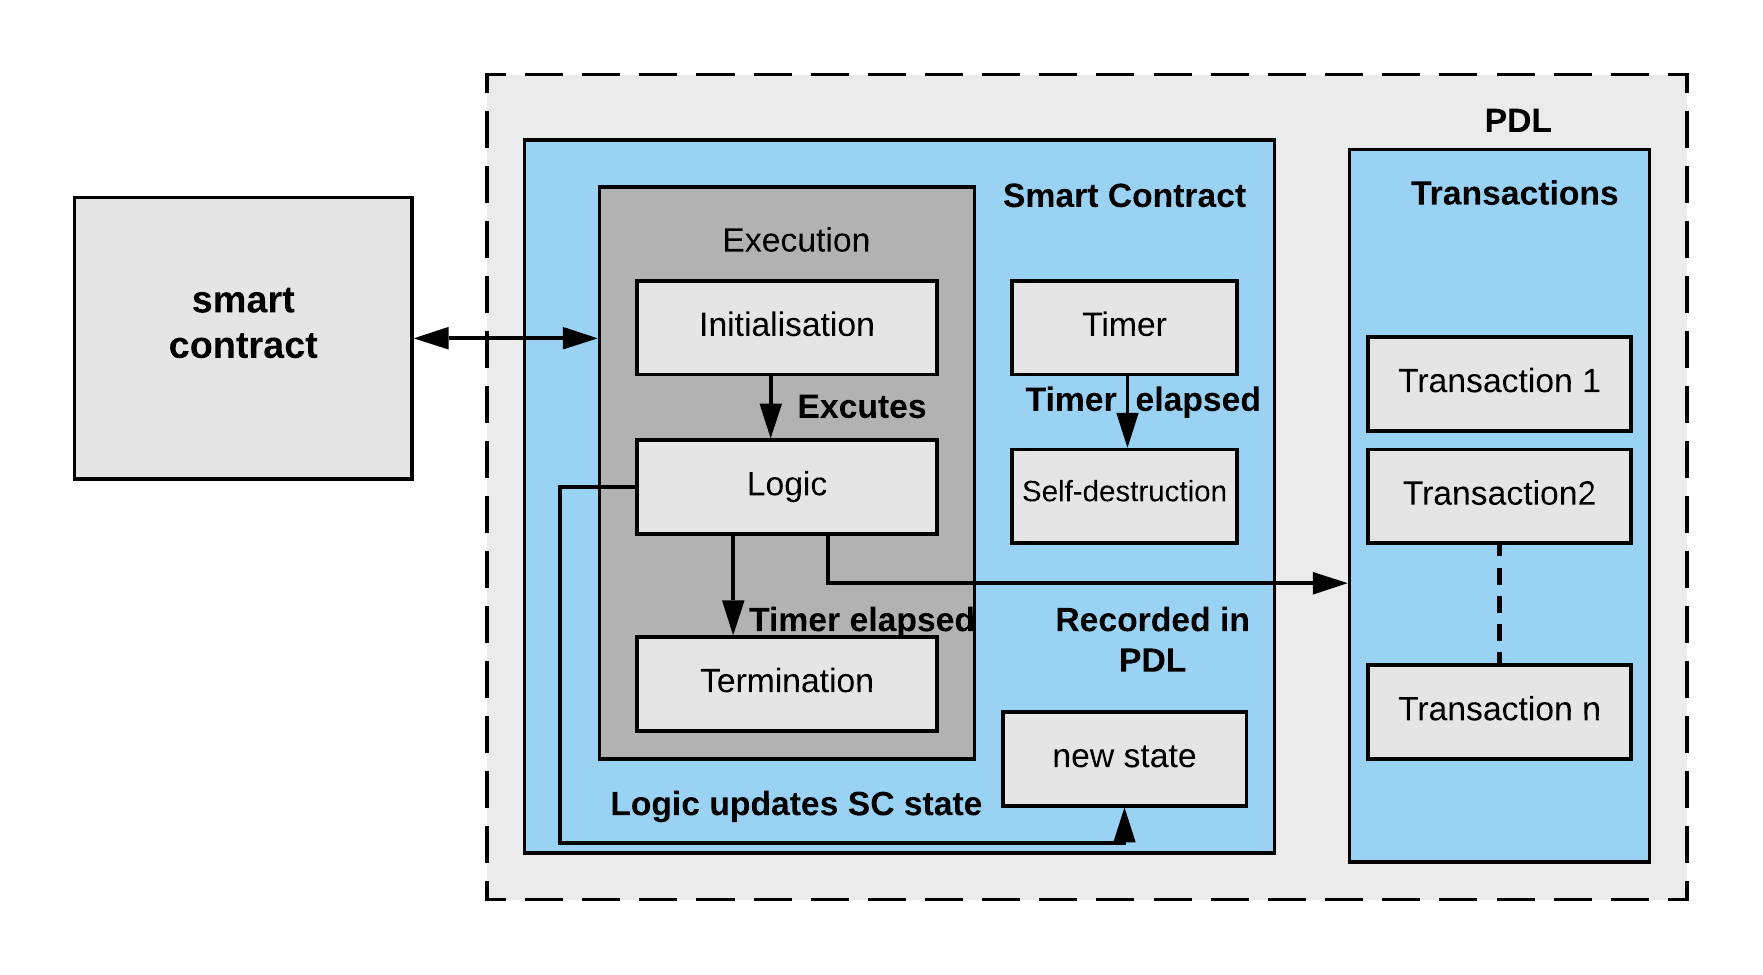 PDL
smart
contract
Smart Contract
Execution
Initialisation
Excutes
Logic
Timer elapsed
Termination
Logic updates SC state
Timer
Timer elapsed
Self-destruction
Recorded in
PDL
new state
Transactions
Transaction 1
Transaction2
Transaction n